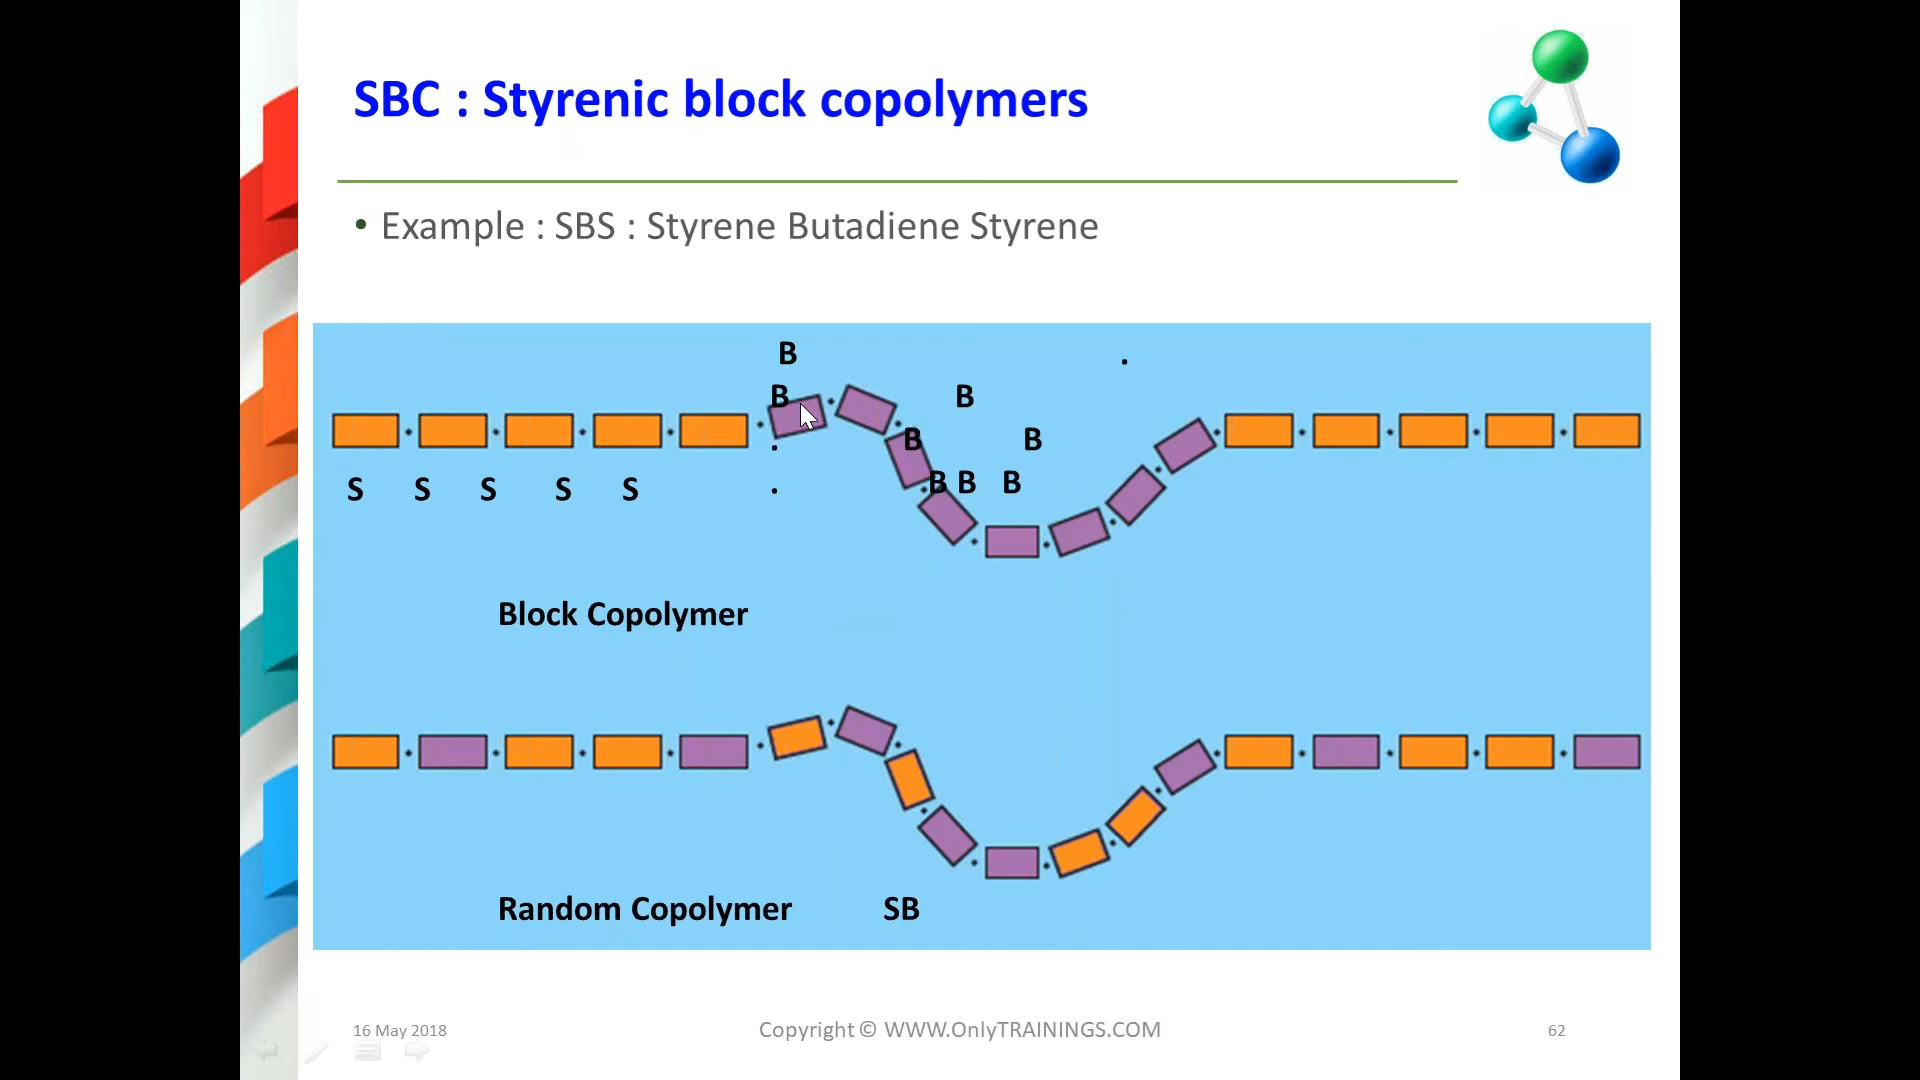 SBC : Styrenic block copolymers
• Example : SBS : Styrene Butadiene Styrene
B .
B B
B B
. B B B
S S S S S
Block Copolymer
Random Copolymer SB
16 May 2018 Copyright © WWW.OnlyTRAININGS.COM 62